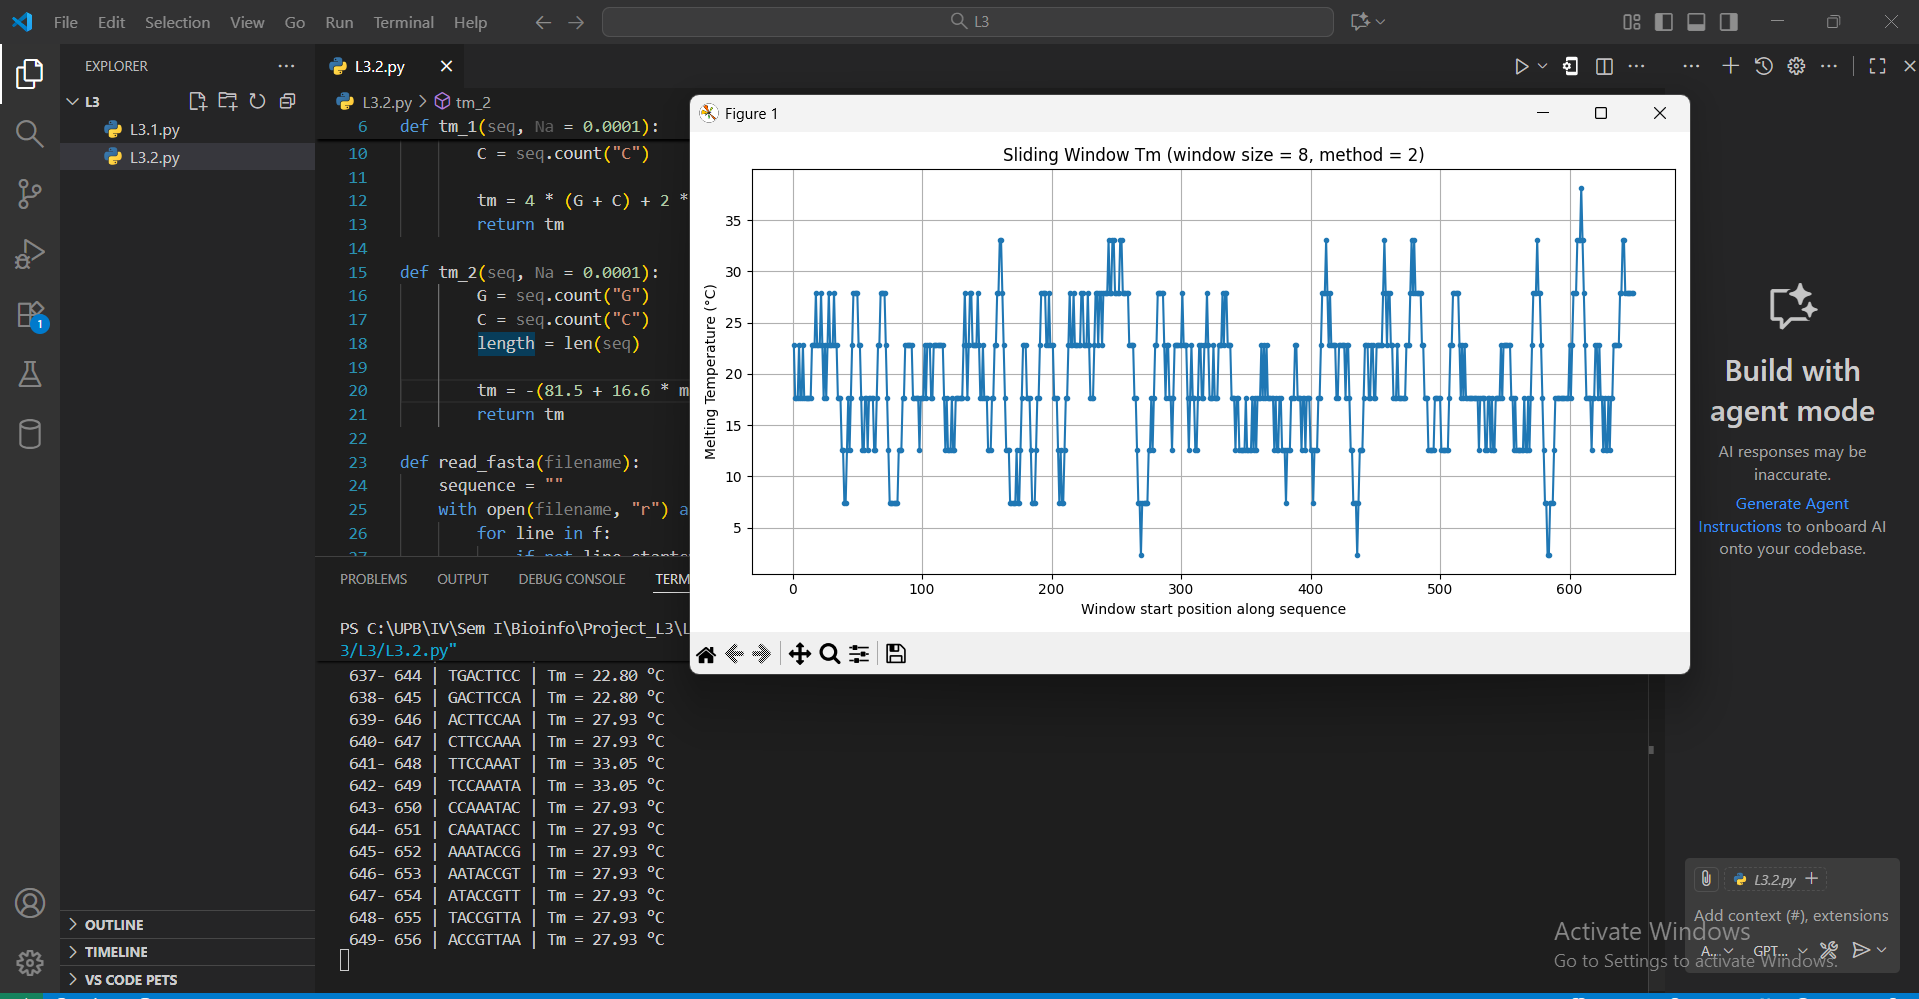 File Edit Selection View Go Run Terminal Help
L3
EXPLORER
L3
L3.1.py
L3.2.py
1
OUTLINE
TIMELINE
VS CODE PETS
L3.2.py
L3.2.py > tm_2
6 def tm_1(seq, Na = 0.0001):
10 C = seq.count("C")
11
12 tm = 4 * (G + C) + 2 *
13 return tm
14
15 def tm_2(seq, Na = 0.0001):
16 G = seq.count("G")
17 C = seq.count("C")
18 length = len(seq)
19
20 tm = -(81.5 + 16.6 * m
21 return tm
22
23 def read_fasta(filename):
24 sequence = ""
25 with open(filename, "r") a
26 for line in f:
27 if not line.starts
PROBLEMS OUTPUT DEBUG CONSOLE TERM
PS C:\UPB\IV\Sem I\Bioinfo\Project_L3\L
3/L3/L3.2.py"
637- 644 | TGACTTCC | Tm = 22.80 °C
638- 645 | GACTTCCA | Tm = 22.80 °C
639- 646 | ACTTCCAA | Tm = 27.93 °C
640- 647 | CTTCCAAA | Tm = 27.93 °C
641- 648 | TTCCAAAT | Tm = 33.05 °C
642- 649 | TCCAAATA | Tm = 33.05 °C
643- 650 | CCAAATAC | Tm = 27.93 °C
644- 651 | CAAATACC | Tm = 27.93 °C
645- 652 | AAATACCG | Tm = 27.93 °C
646- 653 | AATACCGT | Tm = 27.93 °C
647- 654 | ATACCGTT | Tm = 27.93 °C
648- 655 | TACCGTTA | Tm = 27.93 °C
649- 656 | ACCGTTAA | Tm = 27.93 °C
Figure 1
Sliding Window Tm (window size = 8, method = 2)
Melting Temperature (°C)
35
30
25
20
15
10
5
0 100 200 300 400 500 600
Window start position along sequence
Build with
agent mode
AI responses may be
inaccurate.
Generate Agent
Instructions to onboard AI
onto your codebase.
L3.2.py +
Add context (#), extensions
A.. GPT...
Activate Windows
Go to Settings to activate Windows.